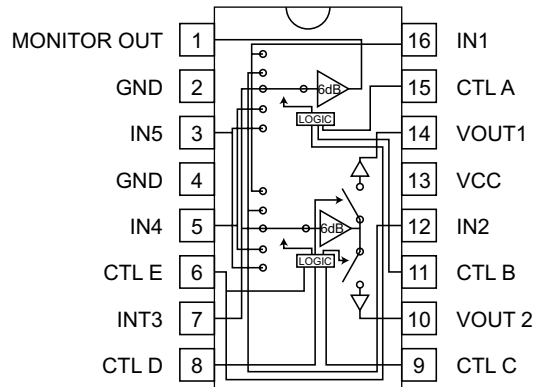 MONITOR OUT 1 16 IN1
GND 2 6dB 15 CTL A
LOGIC
IN5 3 14 VOUT1
GND 4 13 VCC
IN4 5 6dB 12 IN2
LOGIC
CTL E 6 11 CTL B
INT3 7 10 VOUT 2
CTL D 8 9 CTL C